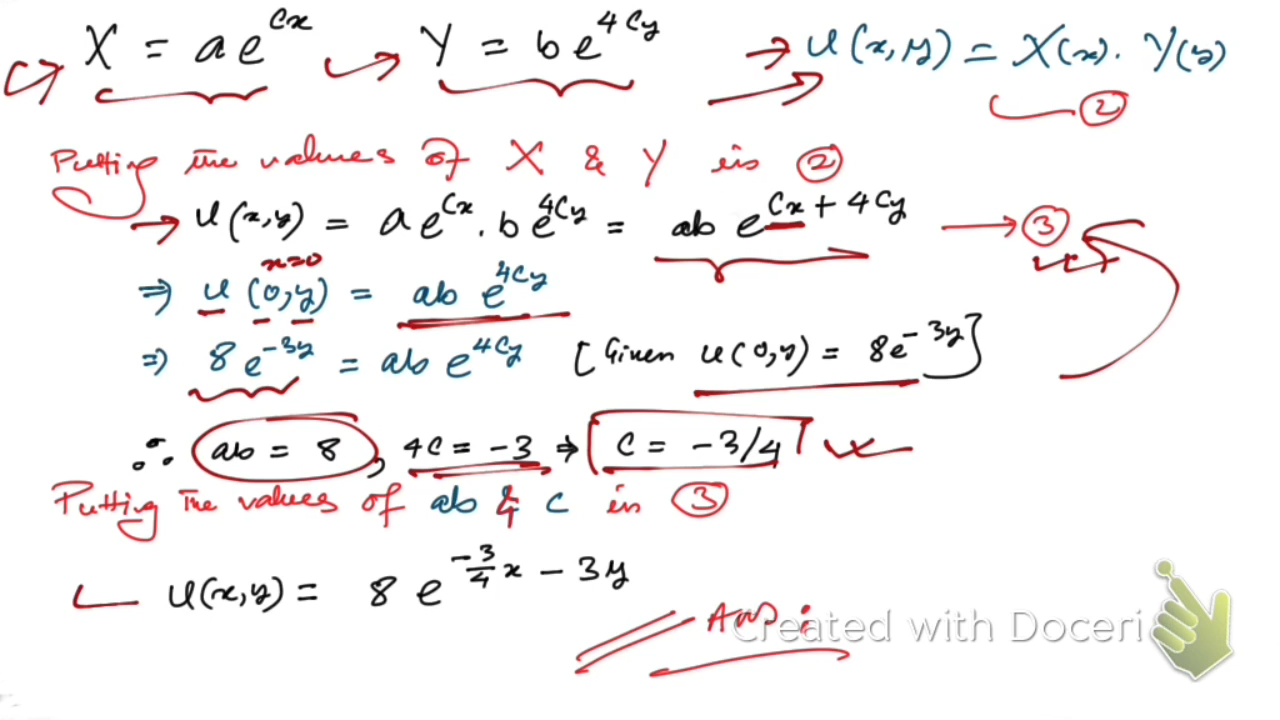 X = ae^{Cx} Y = be^{4Cy} → u(x,y) = X(x). Y(y)
②
Putting the values of X & Y in ②
→ u(x,y) = ae^{Cx}. be^{4Cy} = ab e^{Cx + 4Cy} → ③
x=0
⇒ u (0,y) = ab e^{4Cy}
⇒ 8e^{-3y} = ab e^{4Cy} [Given u(0,y) = 8e^{-3y}]
∴ ab = 8, 4C = -3 ⇒ C = -3/4
Putting the values of ab & C in ③
u(x,y) = 8 e^{-\frac{3}{4}x - 3y}
Ans:
Created with Doceri